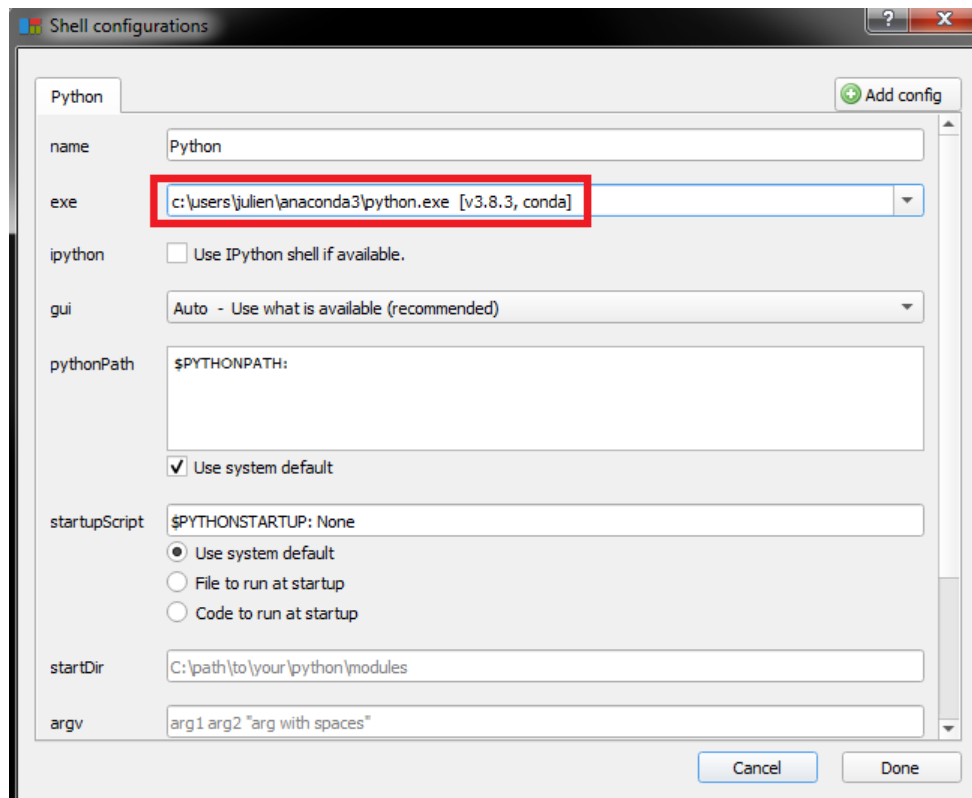 Shell configurations
?
X
Python
Add config
name
Python
exe
c:\users\julien\anaconda3\python.exe [v3.8.3, conda]
ipython
Use IPython shell if available.
gui
Auto - Use what is available (recommended)
pythonPath
$PYTHONPATH:
Use system default
startupScript
$PYTHONSTARTUP: None
Use system default
File to run at startup
Code to run at startup
startDir
C:\path\to\your\python\modules
argv
arg1 arg2 "arg with spaces"
Cancel
Done